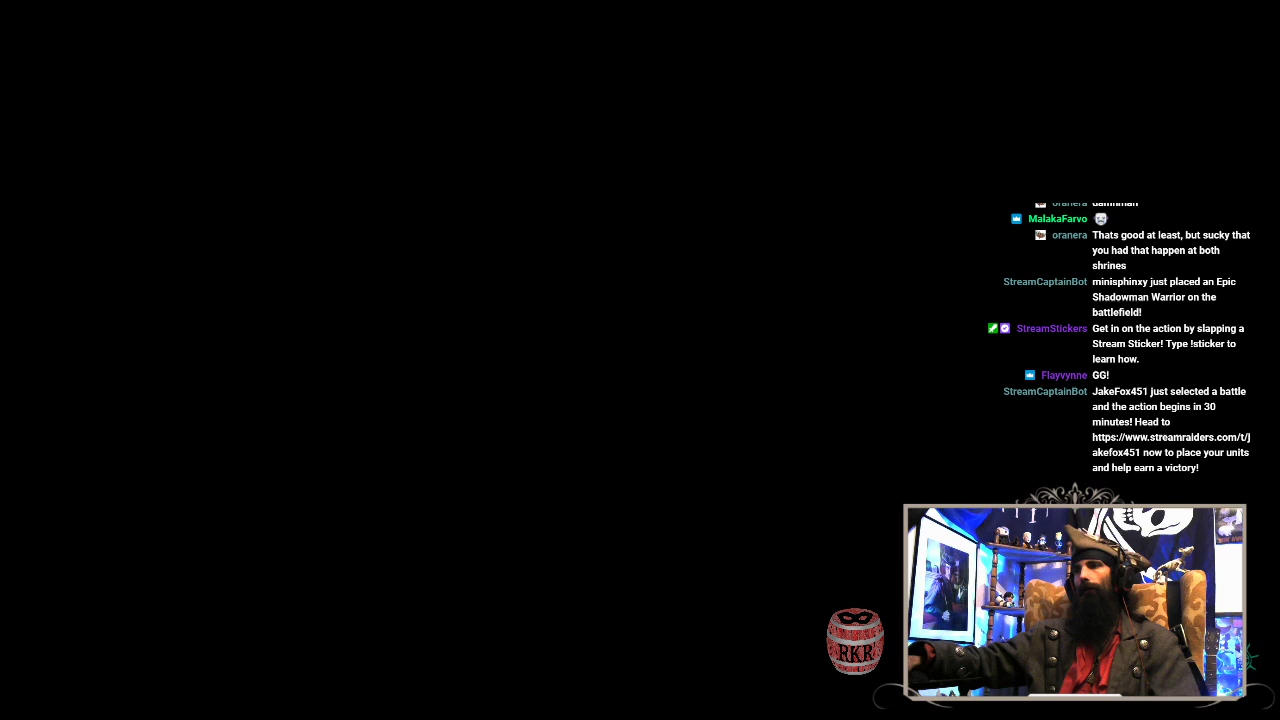 oranera damnman
MalakaFarvo
oranera Thats good at least, but sucky that
you had that happen at both
shrines
StreamCaptainBot minisphinxy just placed an Epic
Shadowman Warrior on the
battlefield!
StreamStickers Get in on the action by slapping a
Stream Sticker! Type !sticker to
learn how.
Flayvynne GG!
StreamCaptainBot JakeFox451 just selected a battle
and the action begins in 30
minutes! Head to
https://www.streamraiders.com/t/j
akefox451 now to place your units
and help earn a victory!
RKR